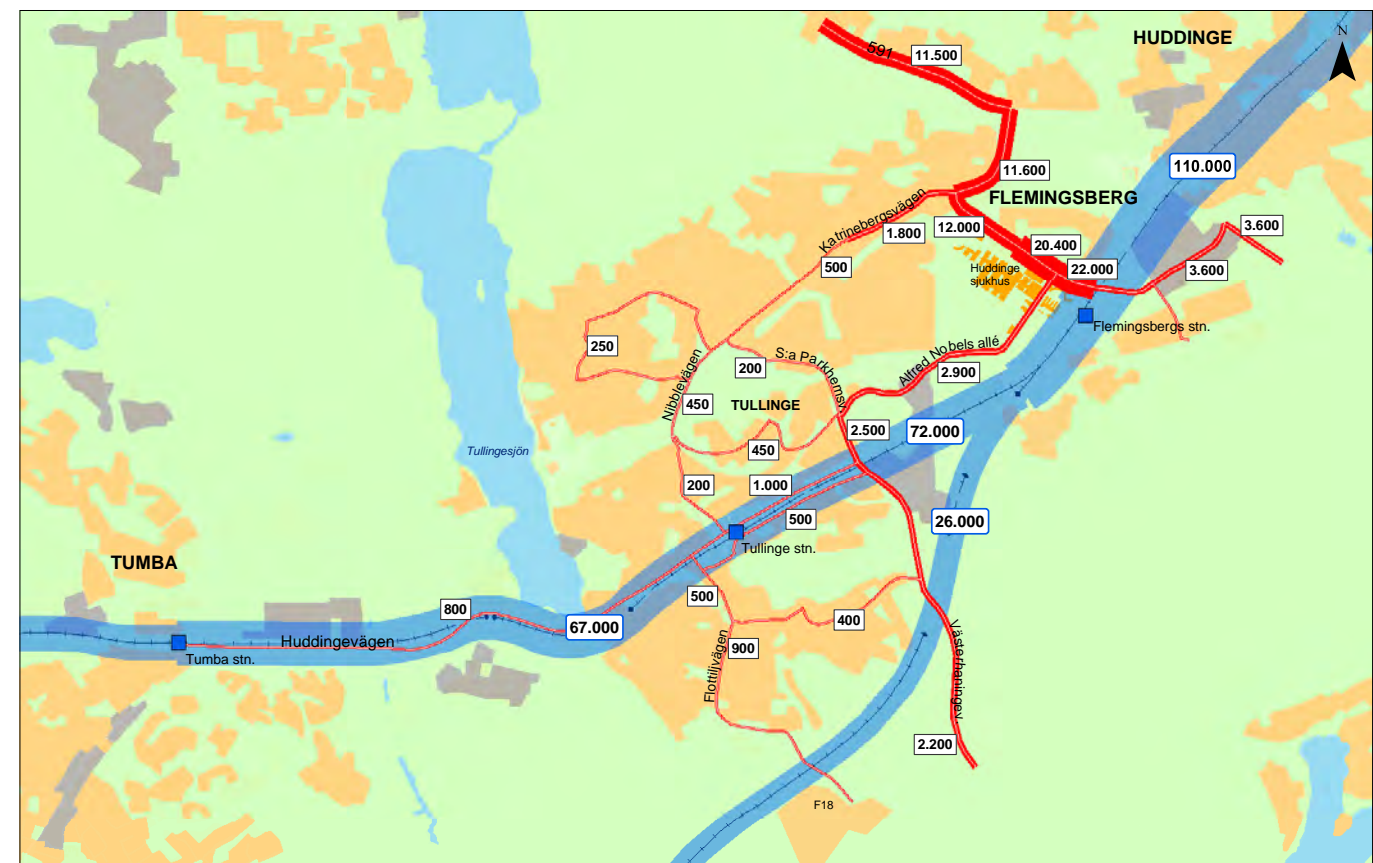 N
HUDDINGE
591
11.500
110.000
11.600
FLEMINGSBERG
Katrinebergsvägen
12.000
1.800
20.400
3.600
500
Huddinge
sjukhus
22.000
3.600
Flemingsbergs stn.
250
200
S:a Parkhemsv.
Alfred Nobels allé
2.900
Nibblevägen
450
TULLINGE
2.500
72.000
Tullingesjön
450
200
1.000
500
26.000
Tullinge stn.
TUMBA
500
800
67.000
400
Huddingevägen
Tumba stn.
900
Flottiljvägen
Västerhaningev.
2.200
F18